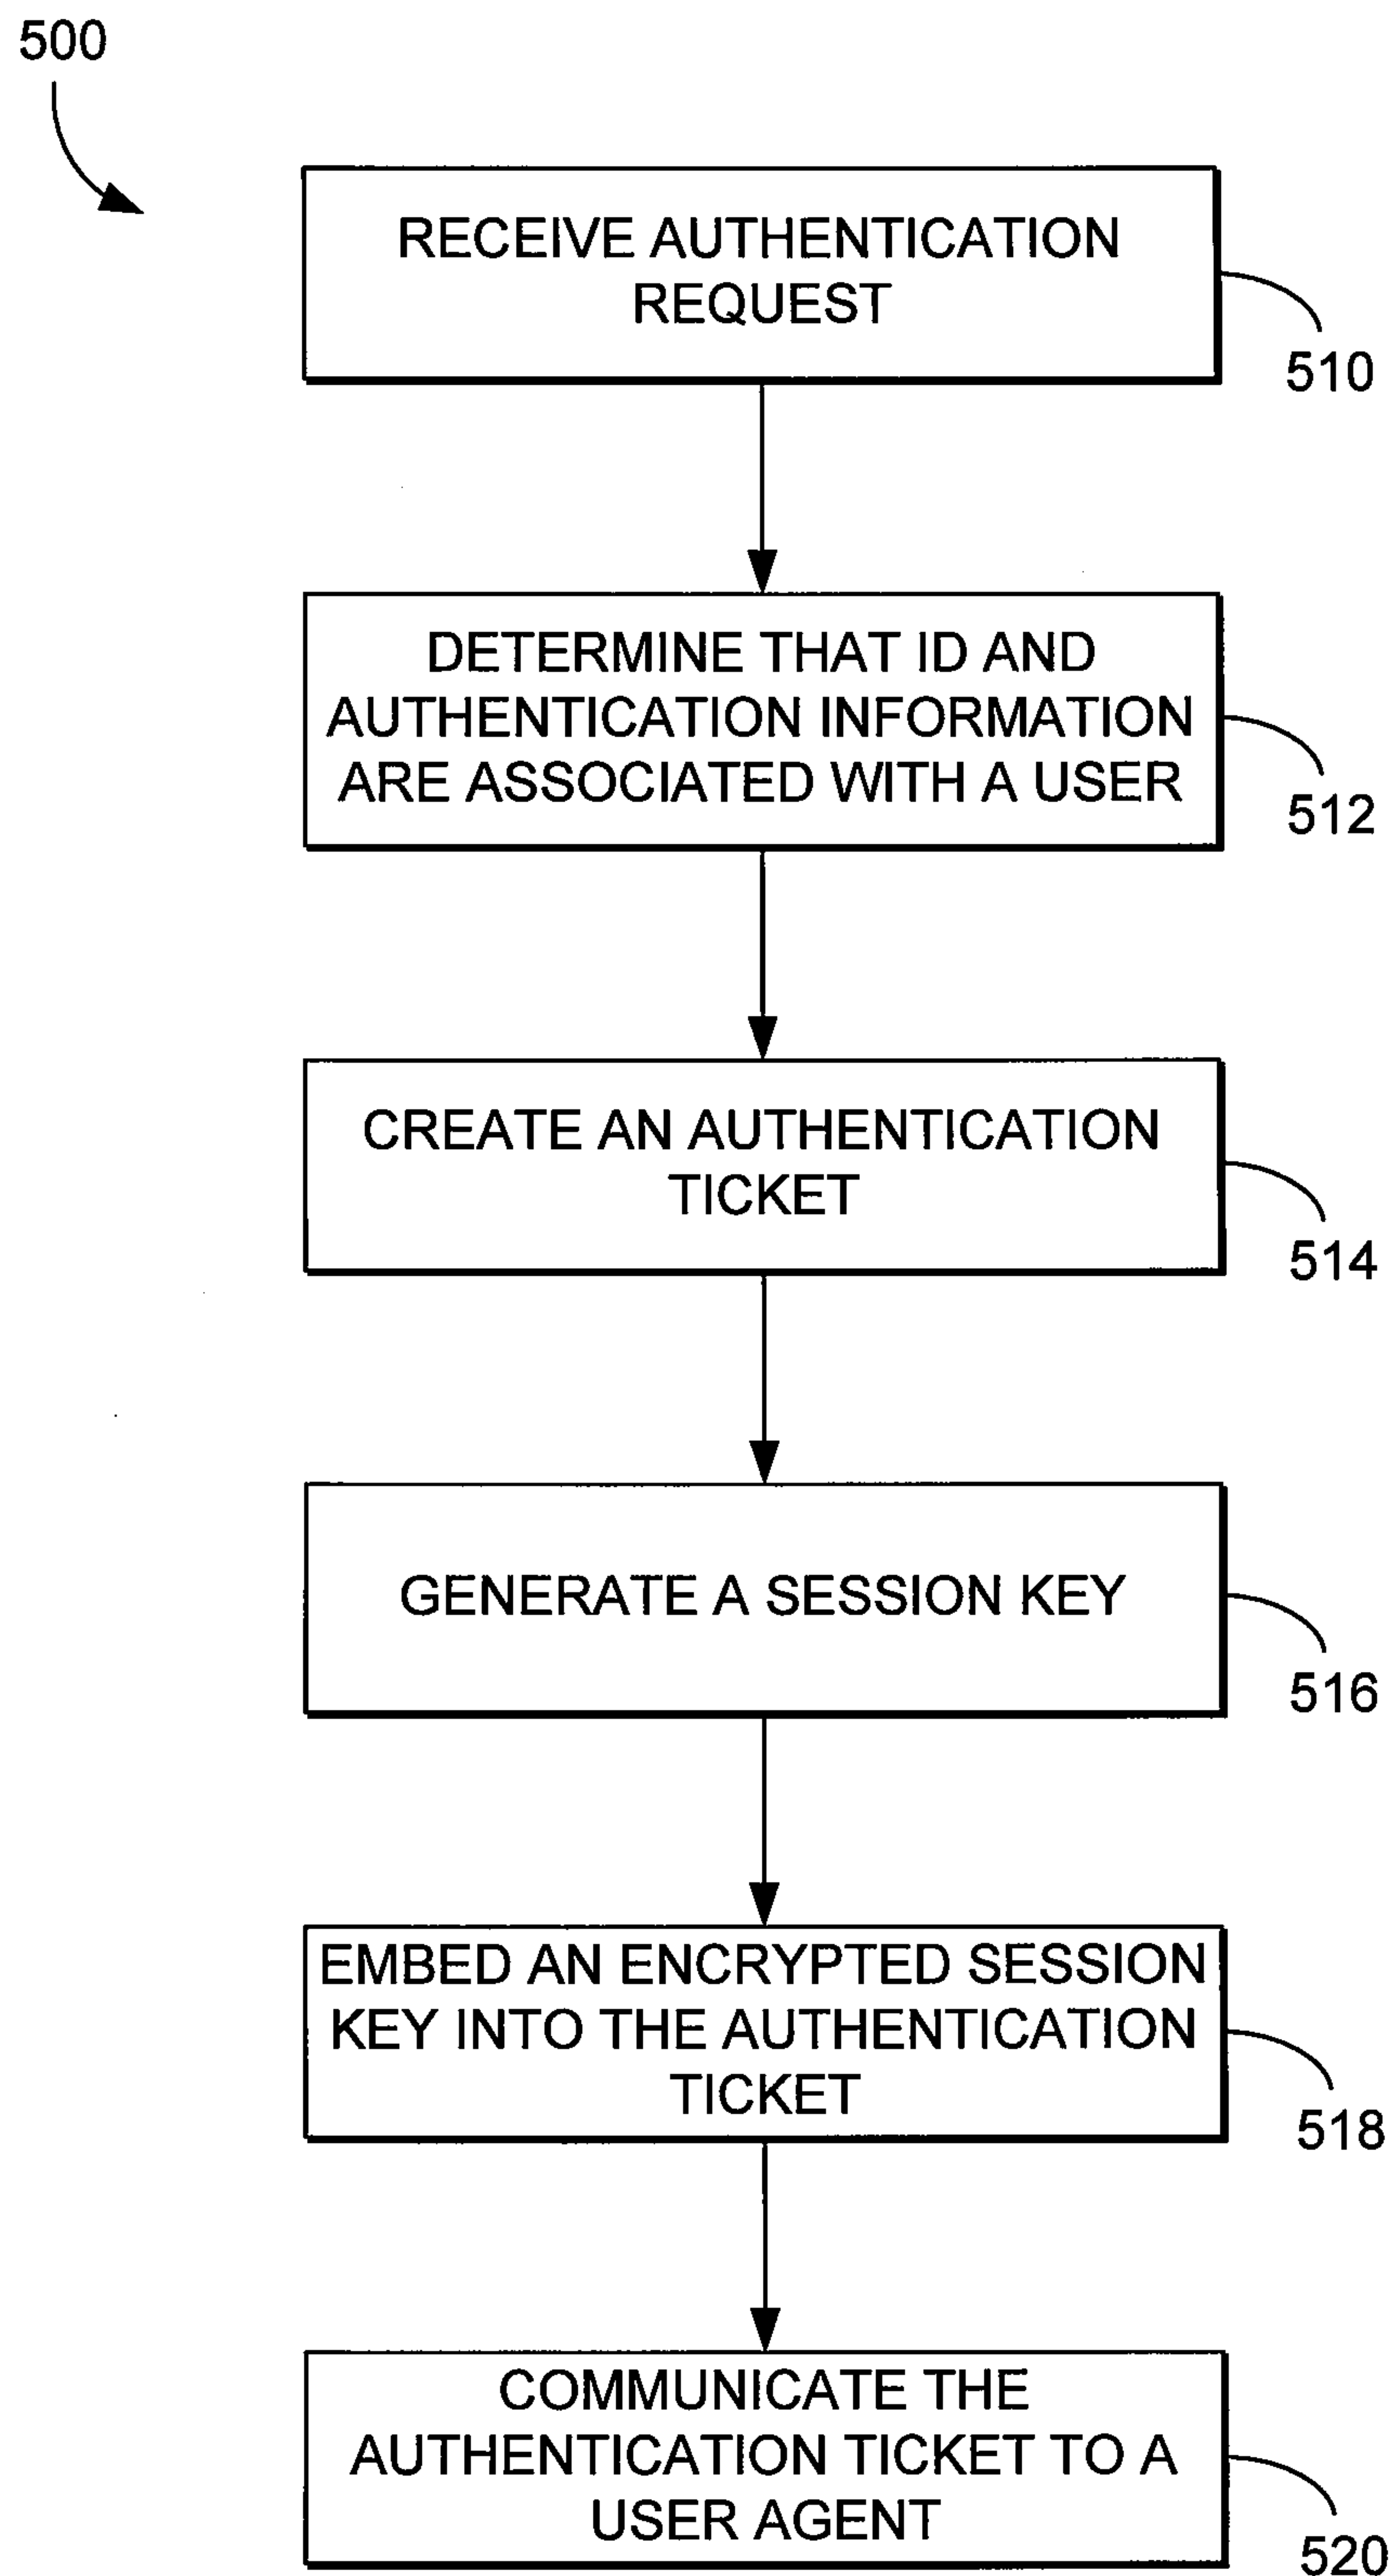 500
RECEIVE AUTHENTICATION
REQUEST
510
DETERMINE THAT ID AND
AUTHENTICATION INFORMATION
ARE ASSOCIATED WITH A USER
512
CREATE AN AUTHENTICATION
TICKET
514
GENERATE A SESSION KEY
516
EMBED AN ENCRYPTED SESSION
KEY INTO THE AUTHENTICATION
TICKET
518
COMMUNICATE THE
AUTHENTICATION TICKET TO A
USER AGENT
520